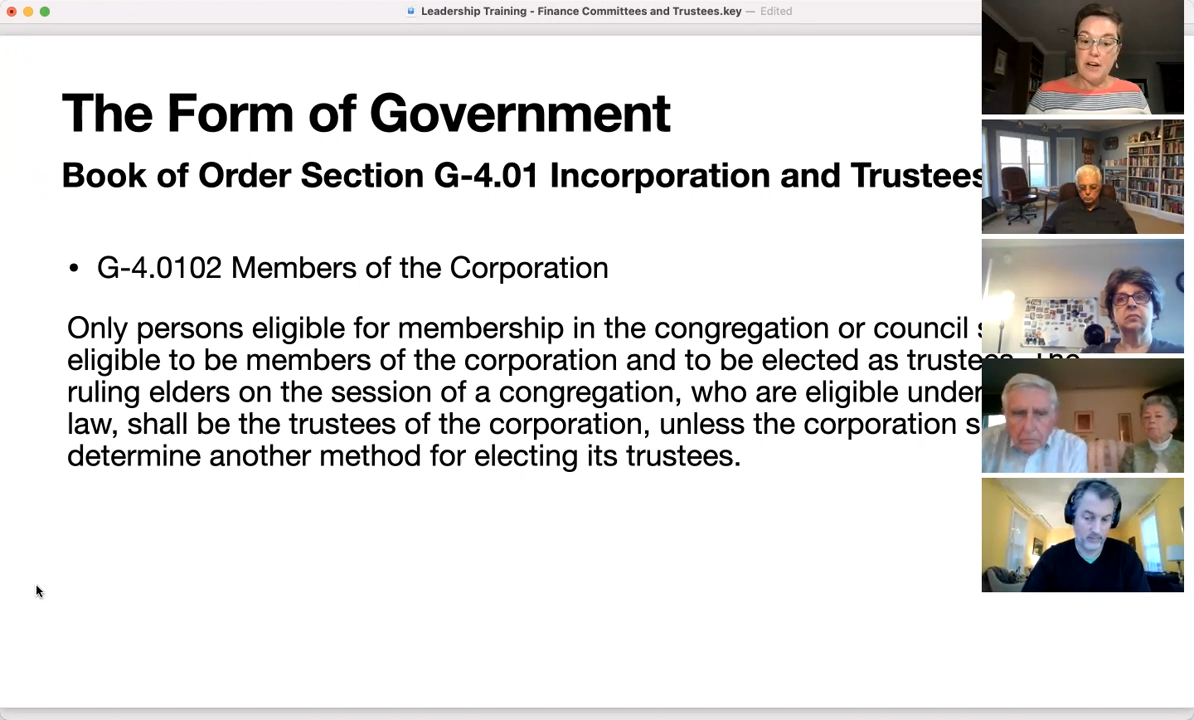 Leadership Training - Finance Committees and Trustees.key — Edited
The Form of Government
Book of Order Section G-4.01 Incorporation and Trustees
• G-4.0102 Members of the Corporation
Only persons eligible for membership in the congregation or council
eligible to be members of the corporation and to be elected as trustees. The
ruling elders on the session of a congregation, who are eligible under
law, shall be the trustees of the corporation, unless the corporation
determine another method for electing its trustees.